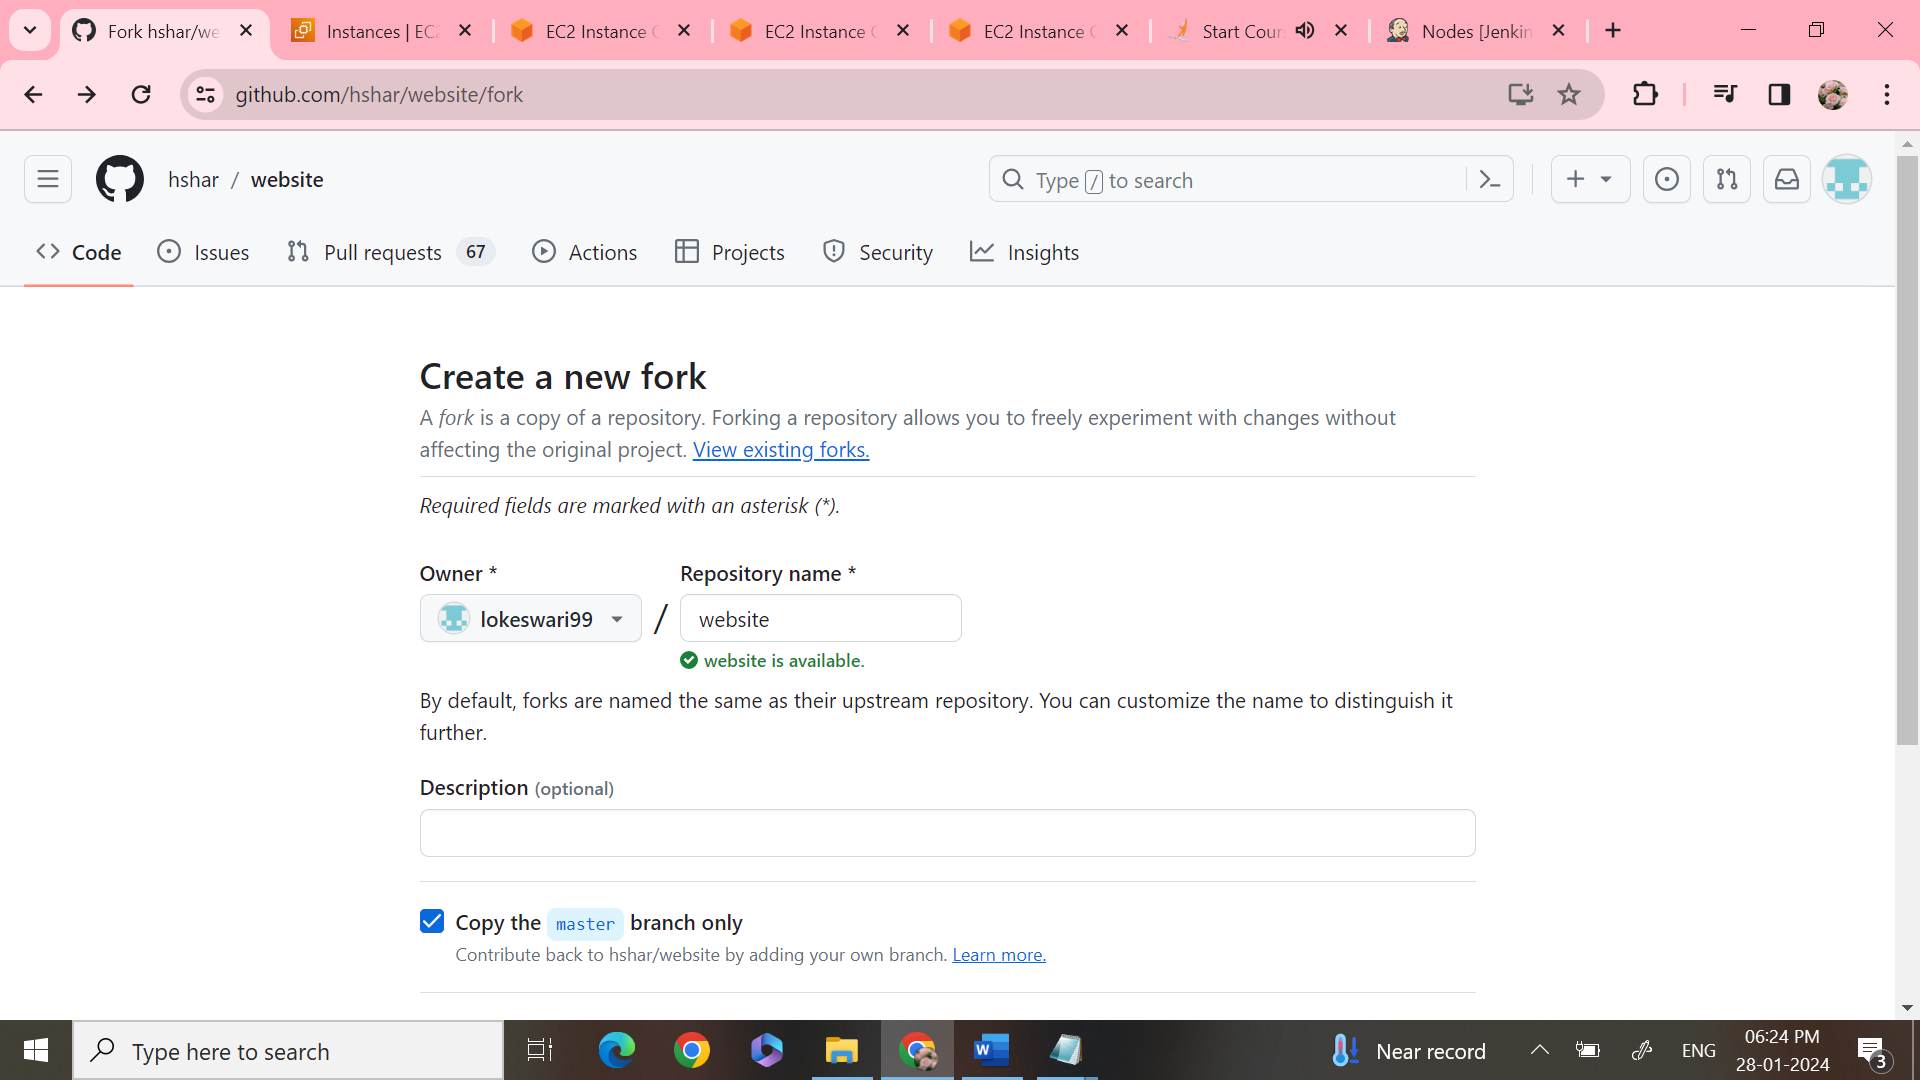 Fork hshar/we
Instances | EC2
EC2 Instance C
EC2 Instance C
EC2 Instance C
Start Cour
Nodes [Jenkin
github.com/hshar/website/fork
hshar / website
Type / to search
Code
Issues
Pull requests 67
Actions
Projects
Security
Insights
Create a new fork
A fork is a copy of a repository. Forking a repository allows you to freely experiment with changes without
affecting the original project. View existing forks.
Required fields are marked with an asterisk (*).
Owner *
Repository name *
lokeswari99
/
website
website is available.
By default, forks are named the same as their upstream repository. You can customize the name to distinguish it
further.
Description (optional)
Copy the master branch only
Contribute back to hshar/website by adding your own branch. Learn more.
Type here to search
Near record
ENG
06:24 PM
28-01-2024
3